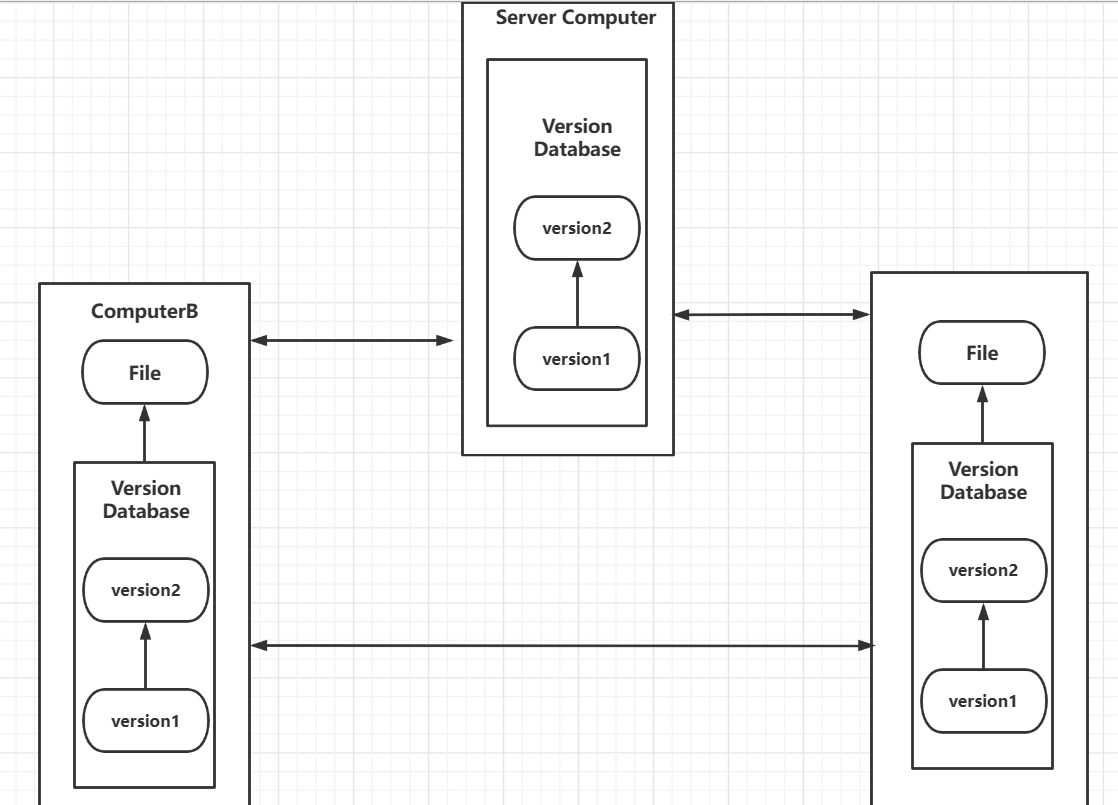 Server Computer
Version
Database
version2
version1
ComputerB
File
Version
Database
version2
version1
File
Version
Database
version2
version1